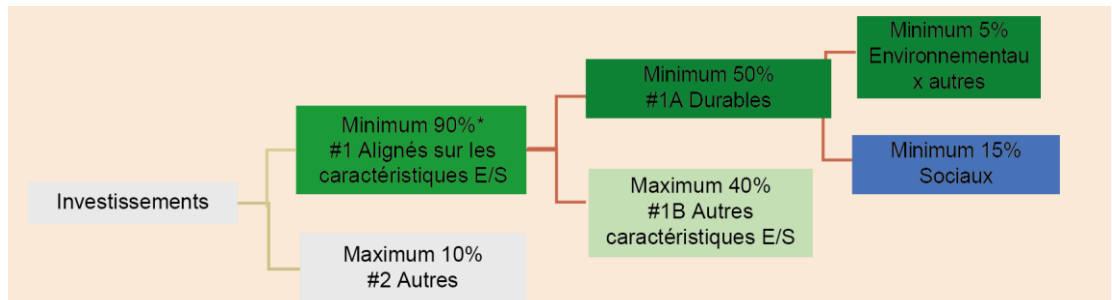 Investissements
Minimum 90%*
#1 Alignés sur les
caractéristiques E/S
Maximum 10%
#2 Autres
Minimum 50%
#1A Durables
Maximum 40%
#1B Autres
caractéristiques E/S
Minimum 5%
Environnementau
x autres
Minimum 15%
Sociaux